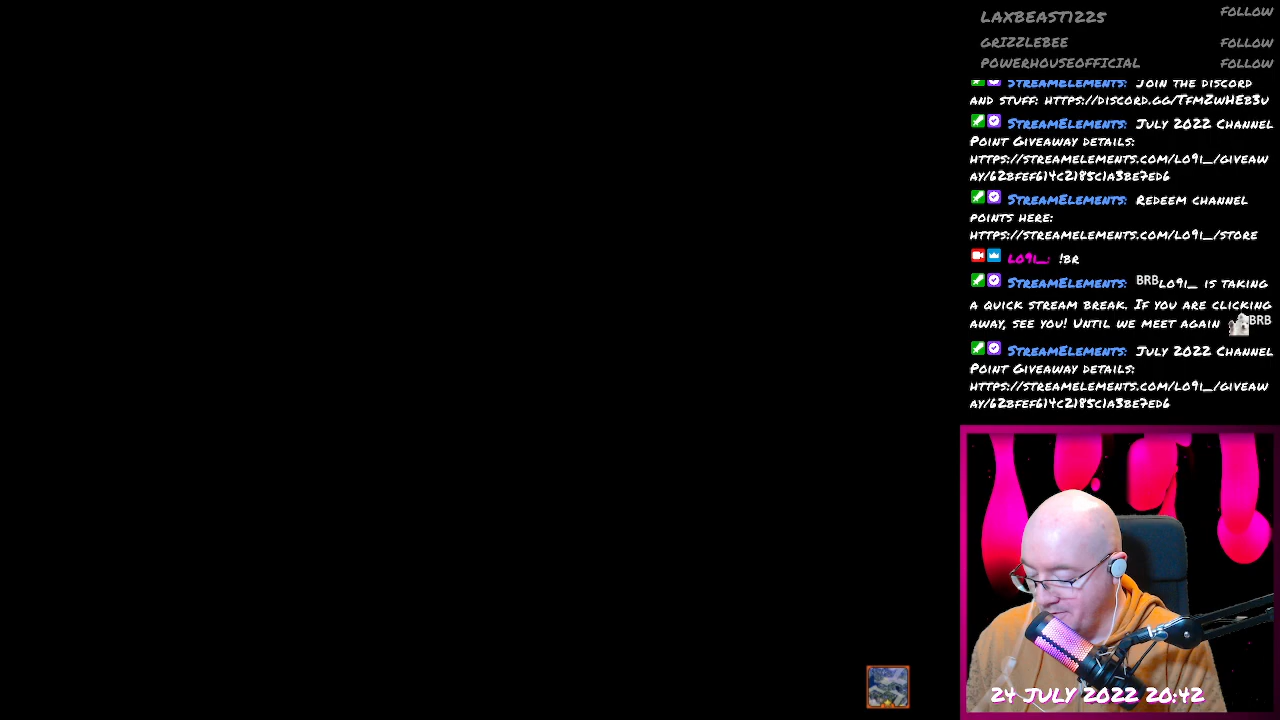 LAXBEAST1225 FOLLOW
GRIZZLEBEE FOLLOW
POWERHOUSEOFFICIAL FOLLOW
StreamElements: Join the discord
and stuff: https://discord.gg/TfmZwHEb3u
StreamElements: July 2022 Channel
Point Giveaway details:
https://streamelements.com/lo9i_/giveaw
ay/62bfef614c2185c1a3be7ed6
StreamElements: Redeem channel
points here:
https://streamelements.com/lo9i_/store
lo9i_: !br
StreamElements: BRB lo9i_ is taking
a quick stream break. If you are clicking
away, see you! Until we meet again BRB
StreamElements: July 2022 Channel
Point Giveaway details:
https://streamelements.com/lo9i_/giveaw
ay/62bfef614c2185c1a3be7ed6
24 JULY 2022 20:42